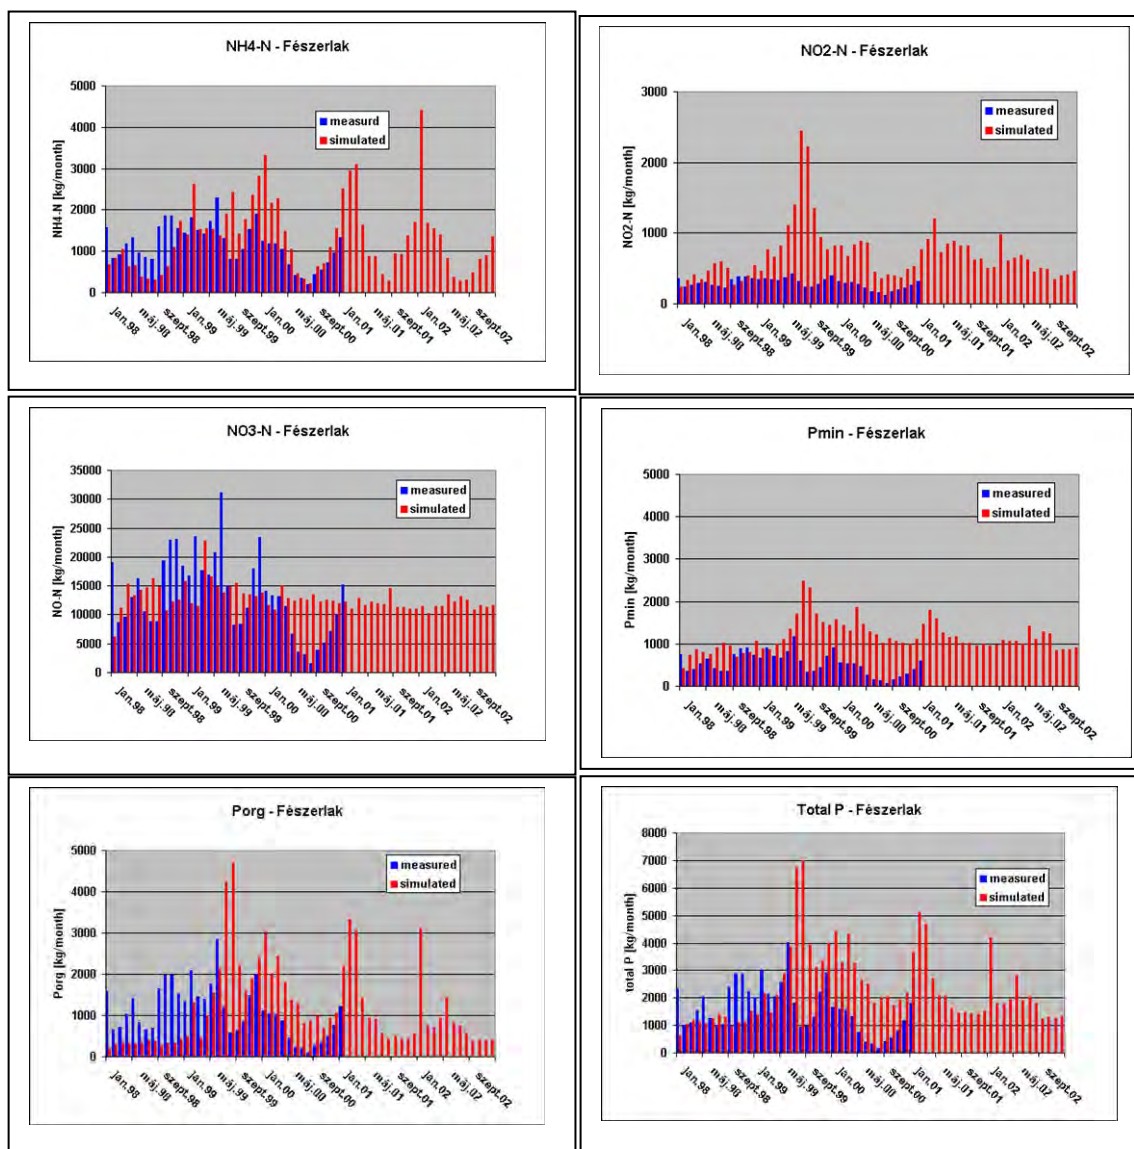 NH4-N - Fészerlak
5000
4000
3000
2000
1000
0
NH4-N [kg/month]
measurd
simulated
jan.98
máj.98
szept.98
jan.99
máj.99
szept.99
jan.00
máj.00
szept.00
jan.01
máj.01
szept.01
jan.02
máj.02
szept.02
NO2-N - Fészerlak
3000
2000
1000
0
NO2-N [kg/month]
measured
simulated
jan.98
máj.98
szept.98
jan.99
máj.99
szept.99
jan.00
máj.00
szept.00
jan.01
máj.01
szept.01
jan.02
máj.02
szept.02
NO3-N - Fészerlak
35000
30000
25000
20000
15000
10000
5000
0
NO-N [kg/month]
measured
simulated
jan.98
máj.98
szept.98
jan.99
máj.99
szept.99
jan.00
máj.00
szept.00
jan.01
máj.01
szept.01
jan.02
máj.02
szept.02
Pmin - Fészerlak
5000
4000
3000
2000
1000
0
Pmin [kg/month]
measured
simulated
jan.98
máj.98
szept.98
jan.99
máj.99
szept.99
jan.00
máj.00
szept.00
jan.01
máj.01
szept.01
jan.02
máj.02
szept.02
Porg - Fészerlak
5000
4000
3000
2000
1000
0
Porg [kg/month]
measured
simulated
jan.98
máj.98
szept.98
jan.99
máj.99
szept.99
jan.00
máj.00
szept.00
jan.01
máj.01
szept.01
jan.02
máj.02
szept.02
Total P - Fészerlak
8000
7000
6000
5000
4000
3000
2000
1000
0
total P [kg/month]
measured
simulated
jan.98
máj.98
szept.98
jan.99
máj.99
szept.99
jan.00
máj.00
szept.00
jan.01
máj.01
szept.01
jan.02
máj.02
szept.02